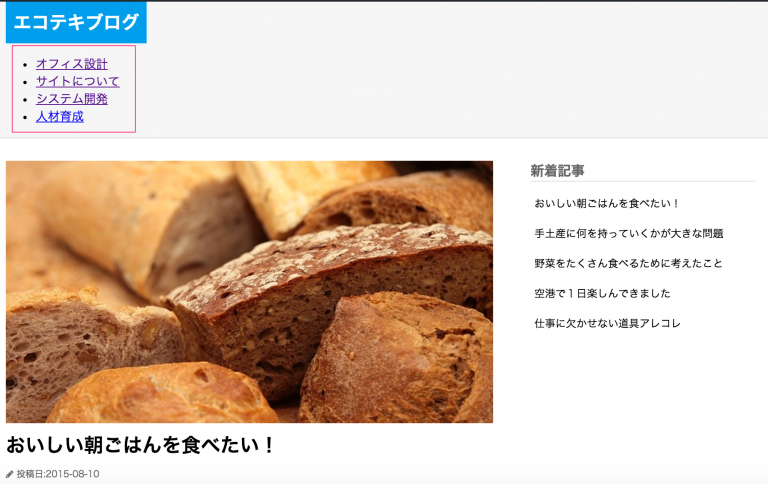 エコテキブログ
オフィス設計
サイトについて
システム開発
人材育成
新着記事
おいしい朝ごはんを食べたい！
手土産に何を持っていくかが大きな問題
野菜をたくさん食べるために考えたこと
空港で１日楽しんできました
仕事に欠かせない道具アレコレ
おいしい朝ごはんを食べたい！
投稿日:2015-08-10